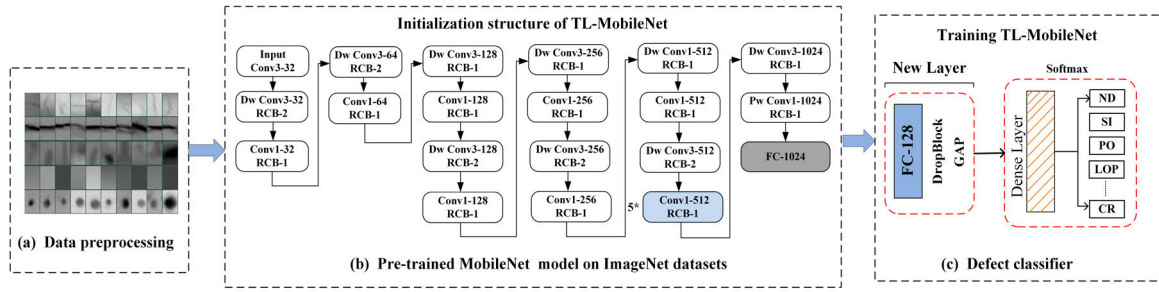 Initialization structure of TL-MobileNet
Input
Conv3-32
Dw Conv3-32
RCB-2
Conv1-32
RCB-1
Dw Conv3-64
RCB-2
Conv1-64
RCB-1
Dw Conv3-128
RCB-1
Conv1-128
RCB-1
Dw Conv3-128
RCB-2
Conv1-128
RCB-1
Dw Conv3-256
RCB-1
Conv1-256
RCB-1
Dw Conv3-256
RCB-2
Conv1-256
RCB-1
Dw Conv1-512
RCB-1
Conv1-512
RCB-1
Dw Conv3-512
RCB-2
5*
Conv1-512
RCB-1
Dw Conv3-1024
RCB-1
Pw Conv1-1024
RCB-1
FC-1024
Training TL-MobileNet
New Layer
FC-128
DropBlock
GAP
Softmax
Dense Layer
ND
SI
PO
LOP
CR
(a) Data preprocessing
(b) Pre-trained MobileNet model on ImageNet datasets
(c) Defect classifier